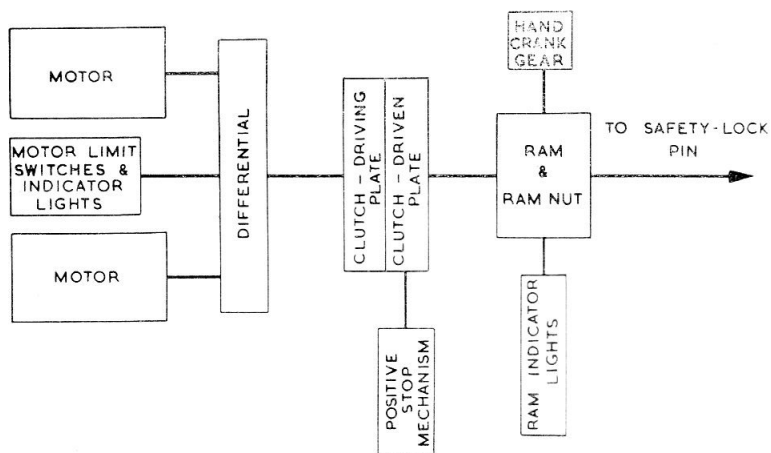 MOTOR
MOTOR LIMIT
SWITCHES &
INDICATOR
LIGHTS
MOTOR
DIFFERENTIAL
CLUTCH – DRIVING
PLATE
CLUTCH – DRIVEN
PLATE
POSITIVE
STOP
MECHANISM
HAND
CRANK
GEAR
RAM
&
RAM NUT
RAM INDICATOR
LIGHTS
TO SAFETY-LOCK
PIN